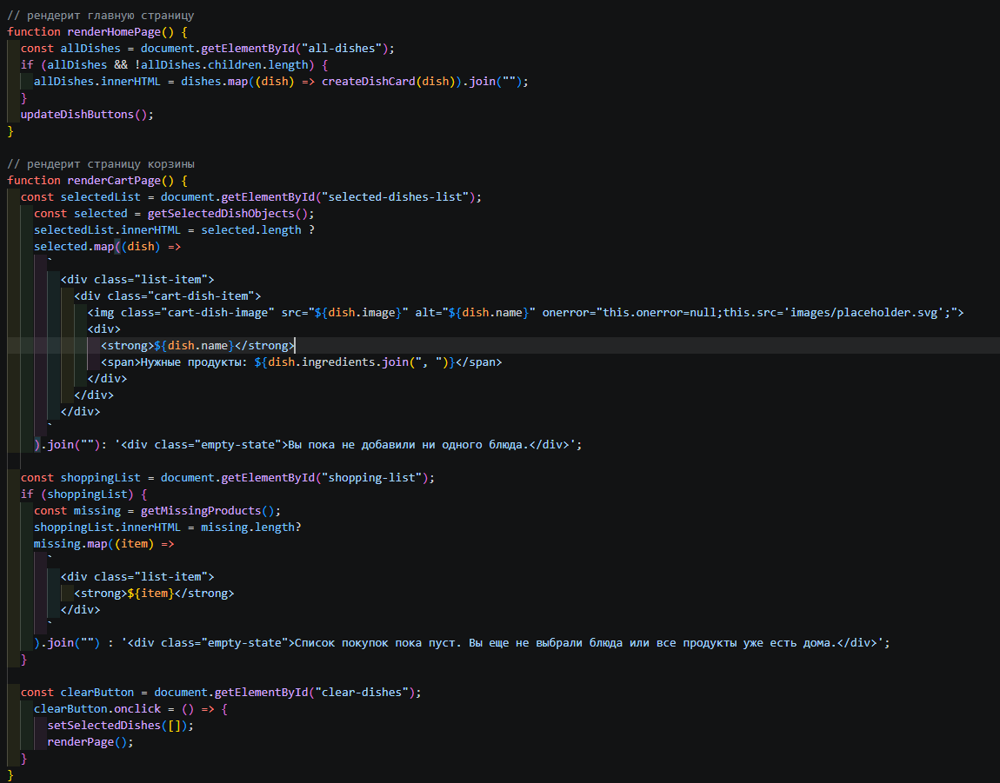 // рендерит главную страницу
function renderHomePage() {
  const allDishes = document.getElementById("all-dishes");
  if (allDishes && !allDishes.children.length) {
    allDishes.innerHTML = dishes.map((dish) => createDishCard(dish)).join("");
  }
  updateDishButtons();
}

// рендерит страницу корзины
function renderCartPage() {
  const selectedList = document.getElementById("selected-dishes-list");
    const selected = getSelectedDishObjects();
    selectedList.innerHTML = selected.length ?
    selected.map((dish) =>
      `
        <div class="list-item">
          <div class="cart-dish-item">
            <img class="cart-dish-image" src="${dish.image}" alt="${dish.name}" onerror="this.onerror=null;this.src='images/placeholder.svg';">
            <div>
              <strong>${dish.name}</strong>
              <span>Нужные продукты: ${dish.ingredients.join(", ")}</span>
            </div>
          </div>
        </div>
      `
    ).join(""): '<div class="empty-state">Вы пока не добавили ни одного блюда.</div>';

  const shoppingList = document.getElementById("shopping-list");
  if (shoppingList) {
    const missing = getMissingProducts();
    shoppingList.innerHTML = missing.length?
    missing.map((item) =>
      `
        <div class="list-item">
          <strong>${item}</strong>
        </div>
      `
    ).join("") : '<div class="empty-state">Список покупок пока пуст. Вы еще не выбрали блюда или все продукты уже есть дома.</div>';
  }

  const clearButton = document.getElementById("clear-dishes");
    clearButton.onclick = () => {
      setSelectedDishes([]);
      renderPage();
  }
}